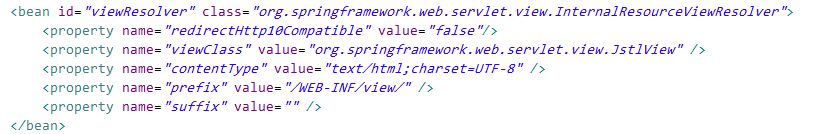 <bean id="viewResolver" class="org.springframework.web.servlet.view.InternalResourceViewResolver">
<property name="redirectHttp10Compatible" value="false"/>
<property name="viewClass" value="org.springframework.web.servlet.view.JstlView" />
<property name="contentType" value="text/html;charset=UTF-8" />
<property name="prefix" value="/WEB-INF/view/" />
<property name="suffix" value="" />
</bean>